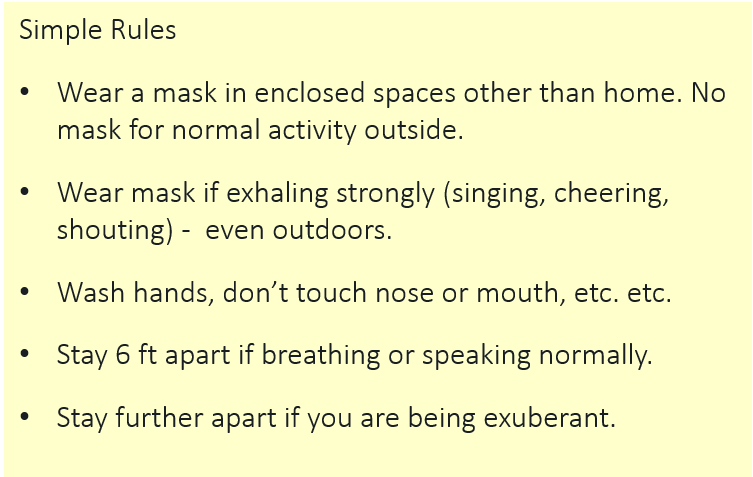 Simple Rules
• Wear a mask in enclosed spaces other than home. No
mask for normal activity outside.
• Wear mask if exhaling strongly (singing, cheering,
shouting) -  even outdoors.
• Wash hands, don’t touch nose or mouth, etc. etc.
• Stay 6 ft apart if breathing or speaking normally.
• Stay further apart if you are being exuberant.